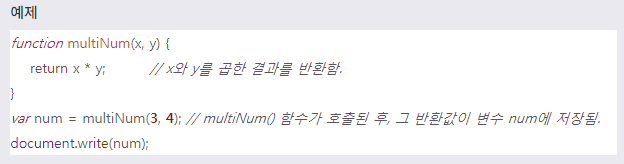 예제
function multiNum(x, y) {
return x * y; // x와 y를 곱한 결과를 반환함.
}
var num = multiNum(3, 4); // multiNum() 함수가 호출된 후, 그 반환값이 변수 num에 저장됨.
document.write(num);